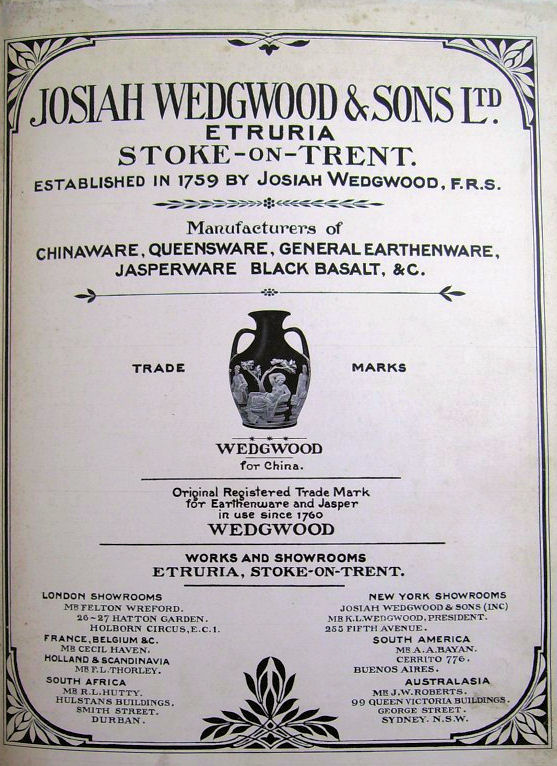 JOSIAH WEDGWOOD & SONS LTD.
ETRURIA
STOKE-ON-TRENT.
ESTABLISHED IN 1759 BY JOSIAH WEDGWOOD, F.R.S.
Manufacturers of
CHINAWARE, QUEENSWARE, GENERAL EARTHENWARE,
JASPERWARE BLACK BASALT, &C.
TRADE MARKS
WEDGWOOD
for China.
Original Registered Trade Mark
for Earthenware and Jasper
in use since 1760
WEDGWOOD
WORKS AND SHOWROOMS
ETRURIA, STOKE-ON-TRENT.
LONDON SHOWROOMS
MR FELTON WREFORD.
26-27 HATTON GARDEN.
HOLBORN CIRCUS, E.C.1.
FRANCE, BELGIUM &C.
MR CECIL HAVEN.
HOLLAND & SCANDINAVIA
MR F.L. THORLEY.
SOUTH AFRICA
MR R.L. HUTTY.
HULSTANS BUILDINGS.
SMITH STREET.
DURBAN.
NEW YORK SHOWROOMS
JOSIAH WEDGWOOD & SONS (INC)
MR K.L. WEDGWOOD, PRESIDENT.
255 FIFTH AVENUE.
SOUTH AMERICA
MR A.A. BAYAN.
CERRITO 776.
BUENOS AIRES.
AUSTRALASIA
MR J.W. ROBERTS.
99 QUEEN VICTORIA BUILDINGS.
GEORGE STREET.
SYDNEY. N.S.W.